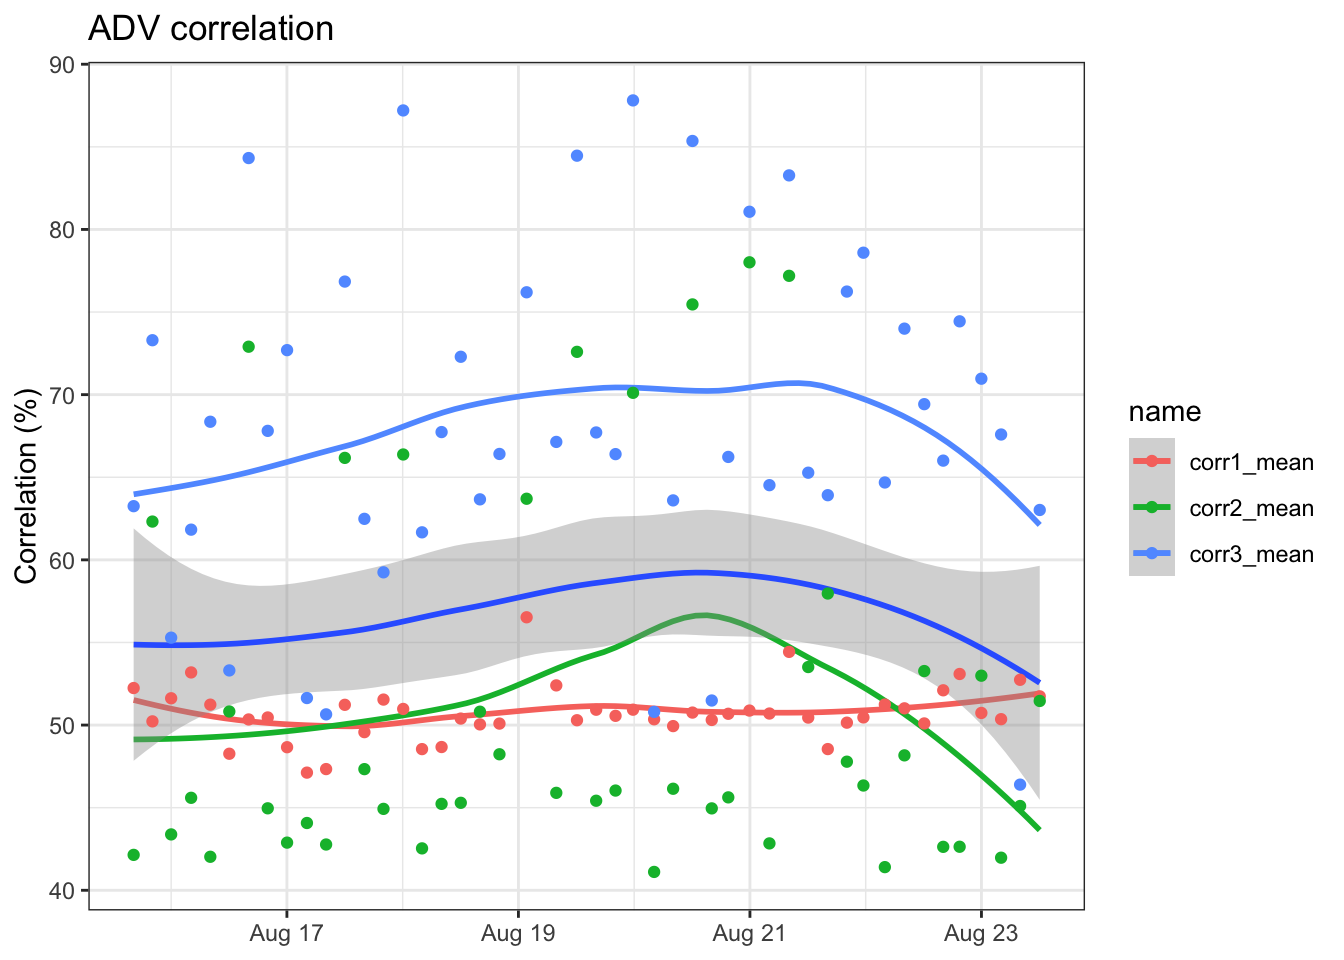 ADV correlation
90
80
70
60
50
40
Correlation (%)
Aug 17
Aug 19
Aug 21
Aug 23
name
corr1_mean
corr2_mean
corr3_mean